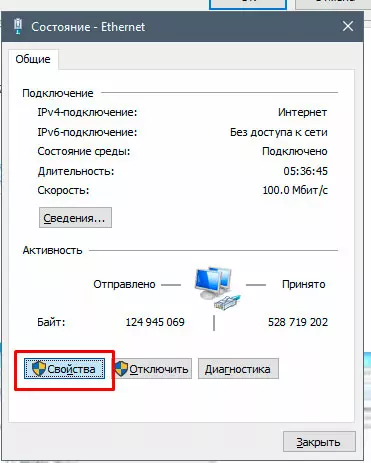 Состояние - Ethernet
Общие
Подключение
IPv4-подключение: Интернет
IPv6-подключение: Без доступа к сети
Состояние среды: Подключено
Длительность: 05:36:45
Скорость: 100.0 Мбит/с
Сведения...
Активность
Отправлено — — Принято
Байт: 124 945 069 | 528 719 202
Свойства Отключить Диагностика
Закрыть